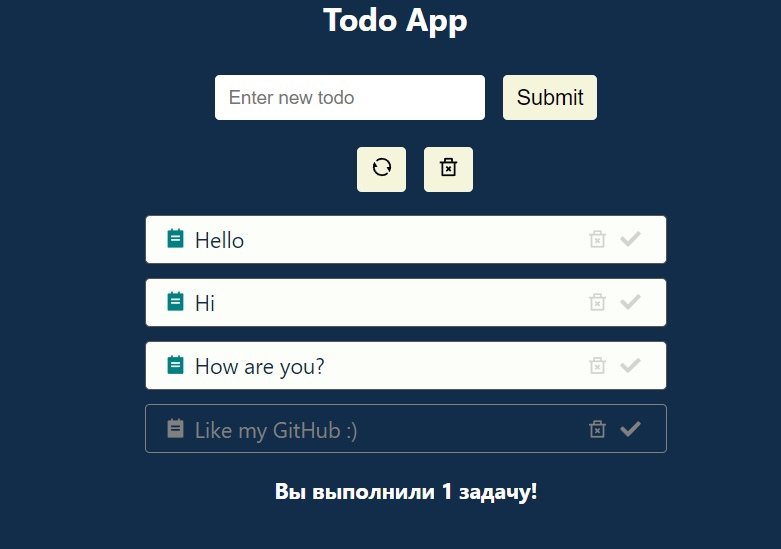 Todo App
Enter new todo
Submit
Hello
Hi
How are you?
Like my GitHub :)
Вы выполнили 1 задачу!